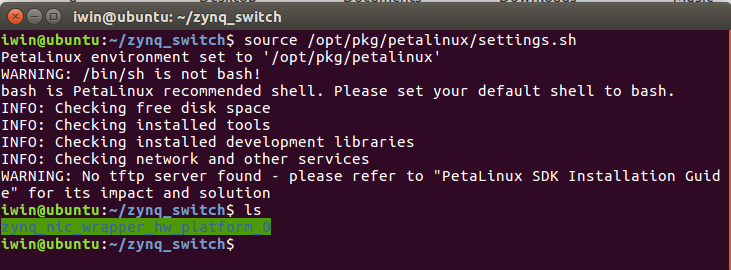 iwin@ubuntu: ~/zynq_switch
iwin@ubuntu:~/zynq_switch$ source /opt/pkg/petalinux/settings.sh
PetaLinux environment set to '/opt/pkg/petalinux'
WARNING: /bin/sh is not bash!
bash is PetaLinux recommended shell. Please set your default shell to bash.
INFO: Checking free disk space
INFO: Checking installed tools
INFO: Checking installed development libraries
INFO: Checking network and other services
WARNING: No tftp server found - please refer to "PetaLinux SDK Installation Guid
e" for its impact and solution
iwin@ubuntu:~/zynq_switch$ ls
zynq_nic_wrapper_hw_platform_0
iwin@ubuntu:~/zynq_switch$